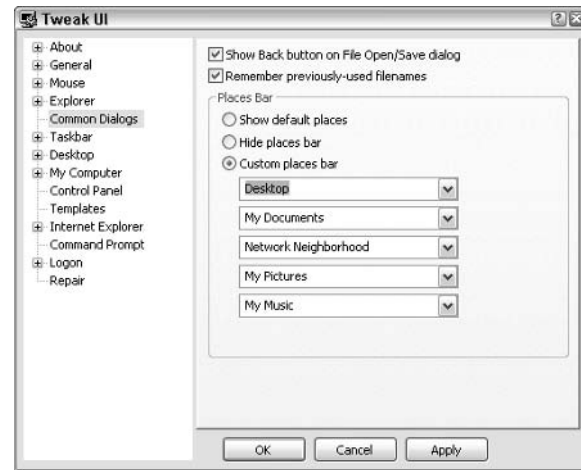 Tweak UI
About
General
Mouse
Explorer
Common Dialogs
Taskbar
Desktop
My Computer
Control Panel
Templates
Internet Explorer
Command Prompt
Logon
Repair
Show Back button on File Open/Save dialog
Remember previously-used filenames
Places Bar
Show default places
Hide places bar
Custom places bar
Desktop
My Documents
Network Neighborhood
My Pictures
My Music
OK
Cancel
Apply